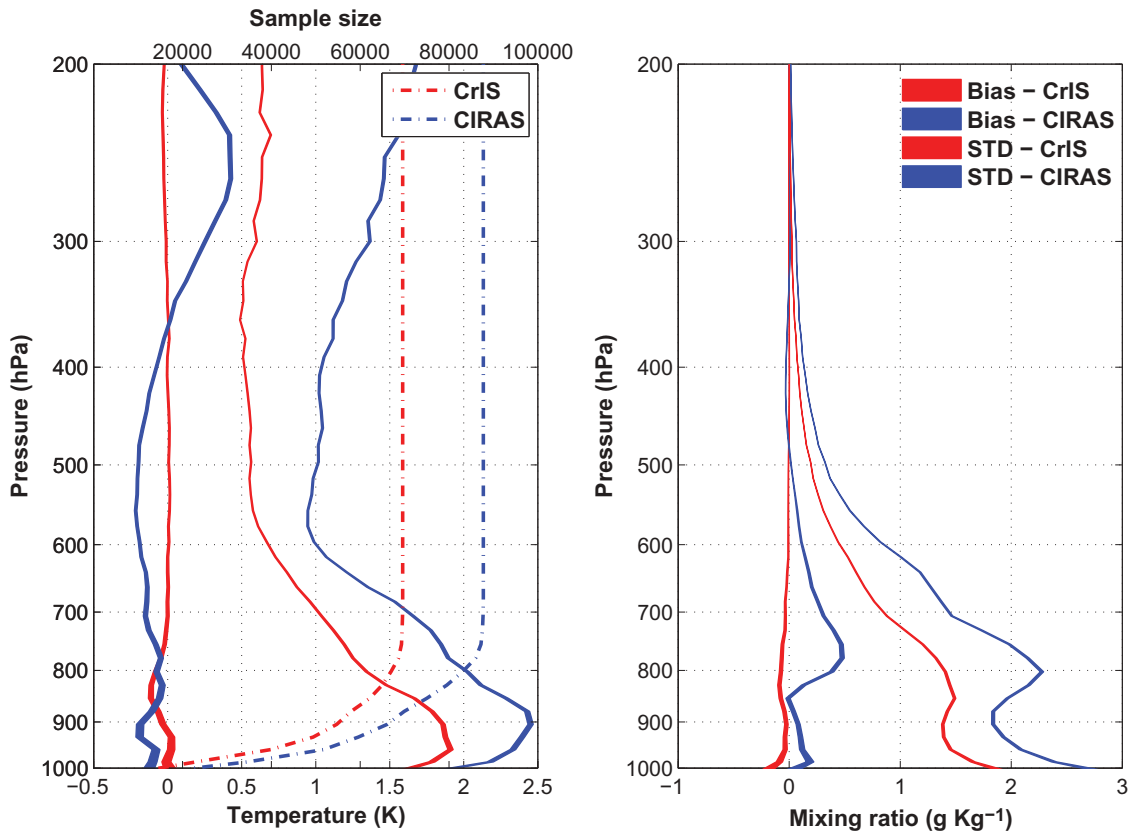 Sample size
20000 40000 60000 80000 100000
200
300
400
500
600
700
800
900
1000
Pressure (hPa)
CrIS
CIRAS
−0.5 0 0.5 1 1.5 2 2.5
Temperature (K)
200
300
400
500
600
700
800
900
1000
Pressure (hPa)
Bias − CrIS
Bias − CIRAS
STD − CrIS
STD − CIRAS
−1 0 1 2 3
Mixing ratio (g Kg⁻¹)